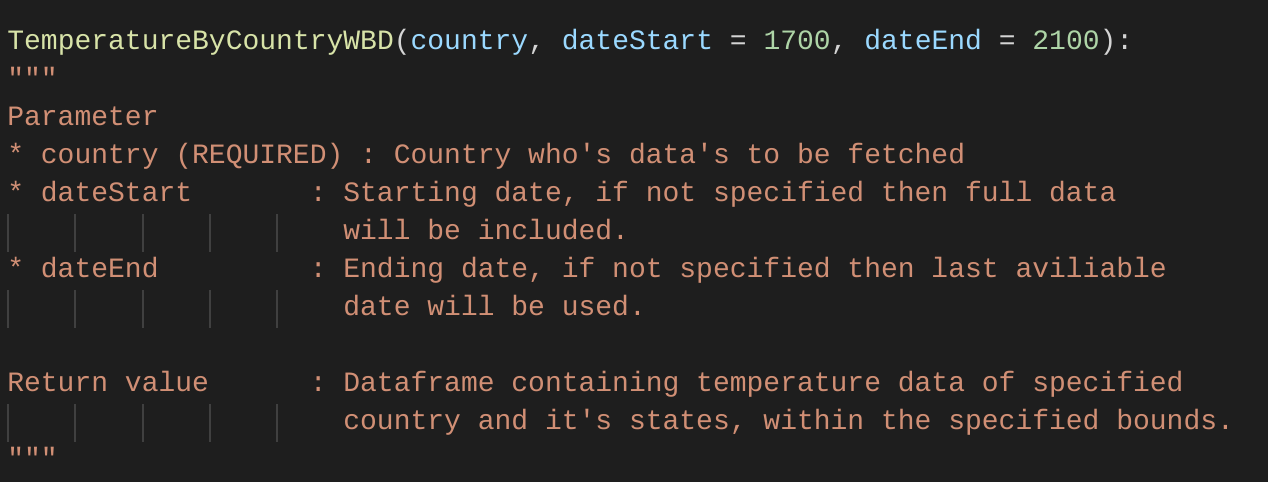 TemperatureByCountryWBD(country, dateStart = 1700, dateEnd = 2100):
"""
Parameter
* country (REQUIRED) : Country who's data's to be fetched
* dateStart       : Starting date, if not specified then full data
                    will be included.
* dateEnd         : Ending date, if not specified then last aviliable
                    date will be used.

Return value      : Dataframe containing temperature data of specified
                    country and it's states, within the specified bounds.
"""